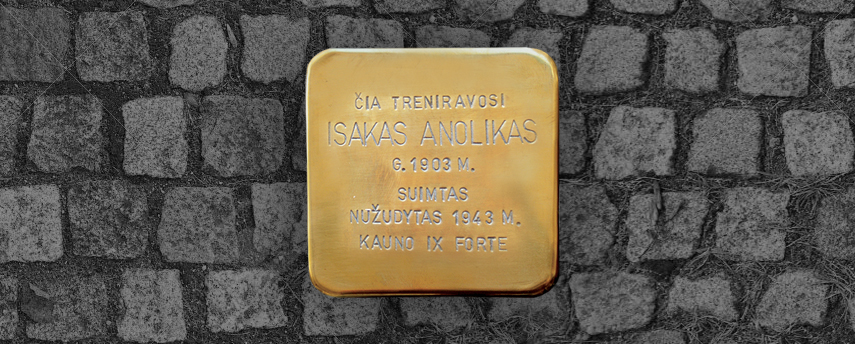 ČIA TRENIRAVOSI
ISAKAS ANOLIKAS
G. 1903 M.
SUIMTAS
NUŽUDYTAS 1943 M.
KAUNO IX FORTE